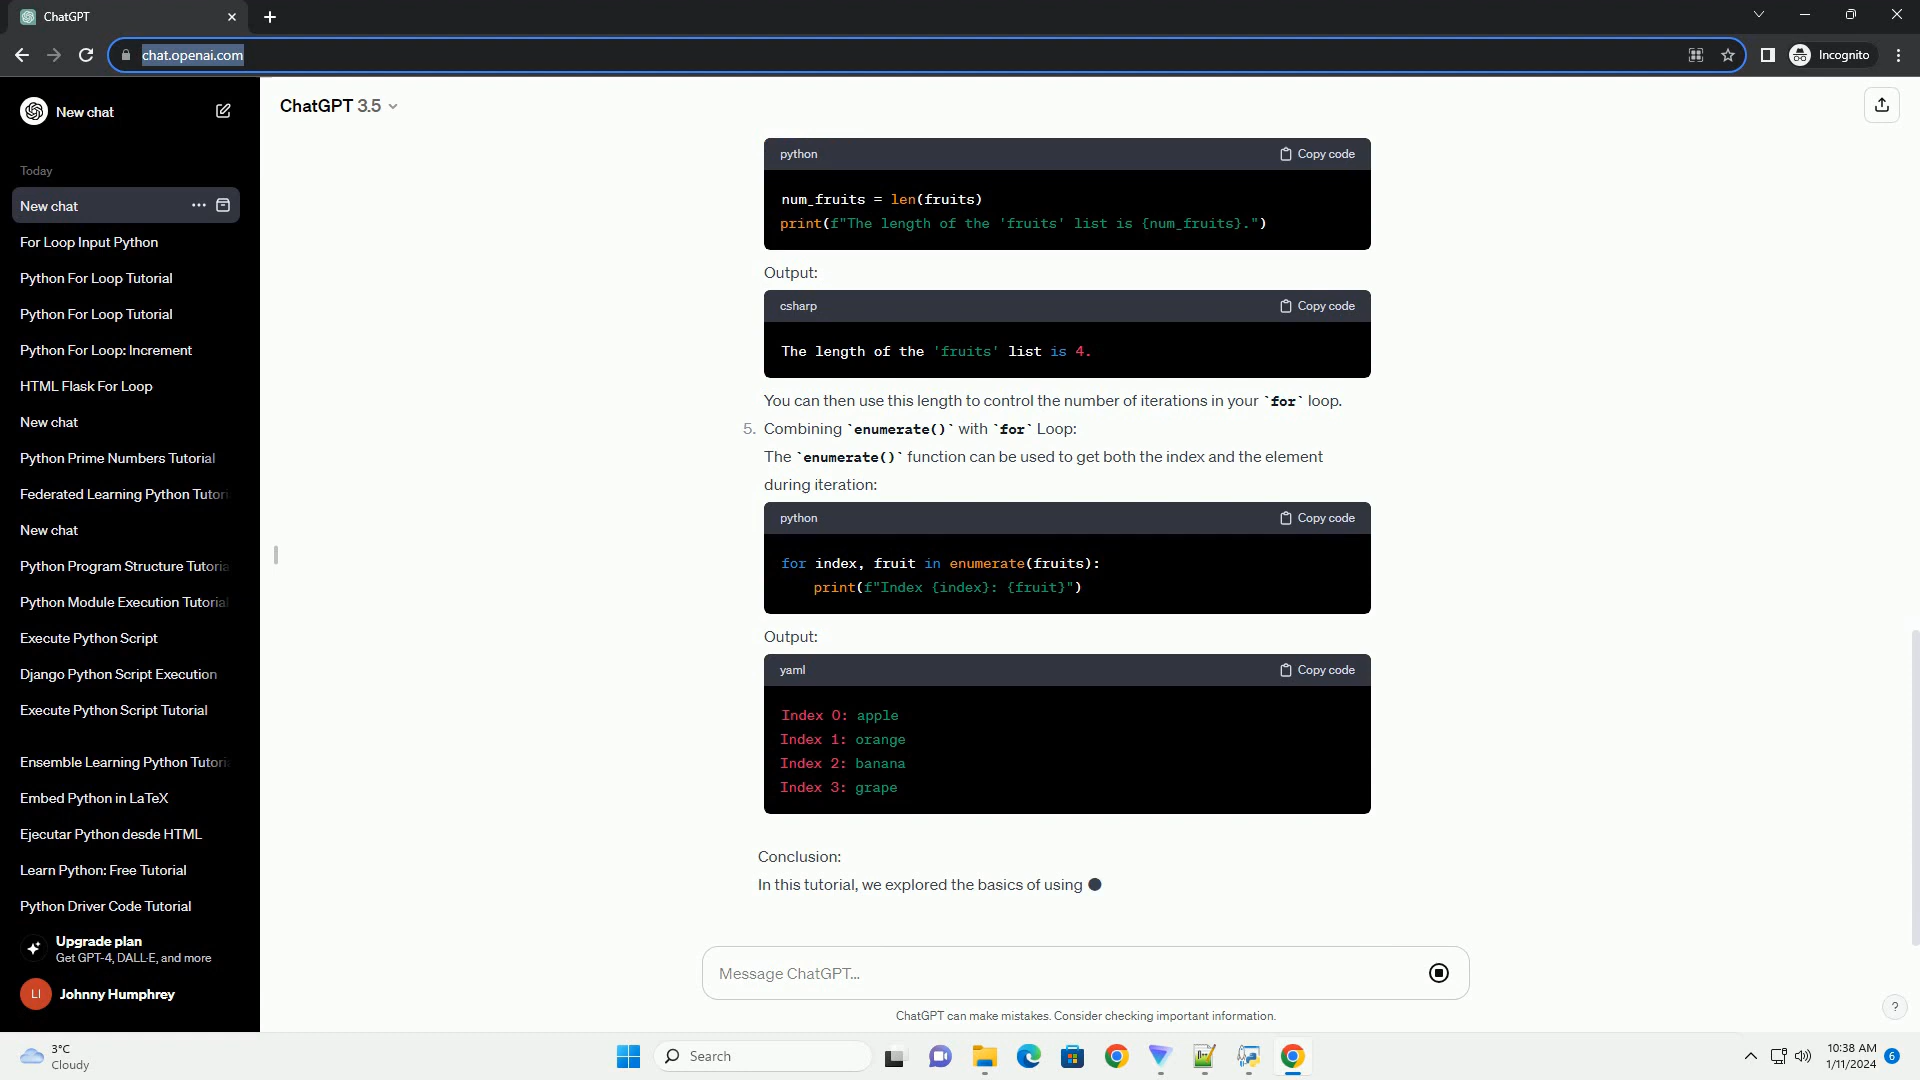 ChatGPT
chat.openai.com
Incognito
New chat
Today
New chat
For Loop Input Python
Python For Loop Tutorial
Python For Loop Tutorial
Python For Loop: Increment
HTML Flask For Loop
New chat
Python Prime Numbers Tutorial
Federated Learning Python Tutori
New chat
Python Program Structure Tutoria
Python Module Execution Tutorial
Execute Python Script
Django Python Script Execution
Execute Python Script Tutorial
Ensemble Learning Python Tutori
Embed Python in LaTeX
Ejecutar Python desde HTML
Learn Python: Free Tutorial
Python Driver Code Tutorial
Upgrade plan
Get GPT-4, DALL·E, and more
LI Johnny Humphrey
ChatGPT 3.5
python Copy code
num_fruits = len(fruits)
print(f"The length of the 'fruits' list is {num_fruits}.")
Output:
csharp Copy code
The length of the 'fruits' list is 4.
You can then use this length to control the number of iterations in your `for` loop.
5. Combining `enumerate()` with `for` Loop:
The `enumerate()` function can be used to get both the index and the element
during iteration:
python Copy code
for index, fruit in enumerate(fruits):
print(f"Index {index}: {fruit}")
Output:
yaml Copy code
Index 0: apple
Index 1: orange
Index 2: banana
Index 3: grape
Conclusion:
In this tutorial, we explored the basics of using
Message ChatGPT...
ChatGPT can make mistakes. Consider checking important information.
?
3°C
Cloudy
Search
10:38 AM
1/11/2024
6